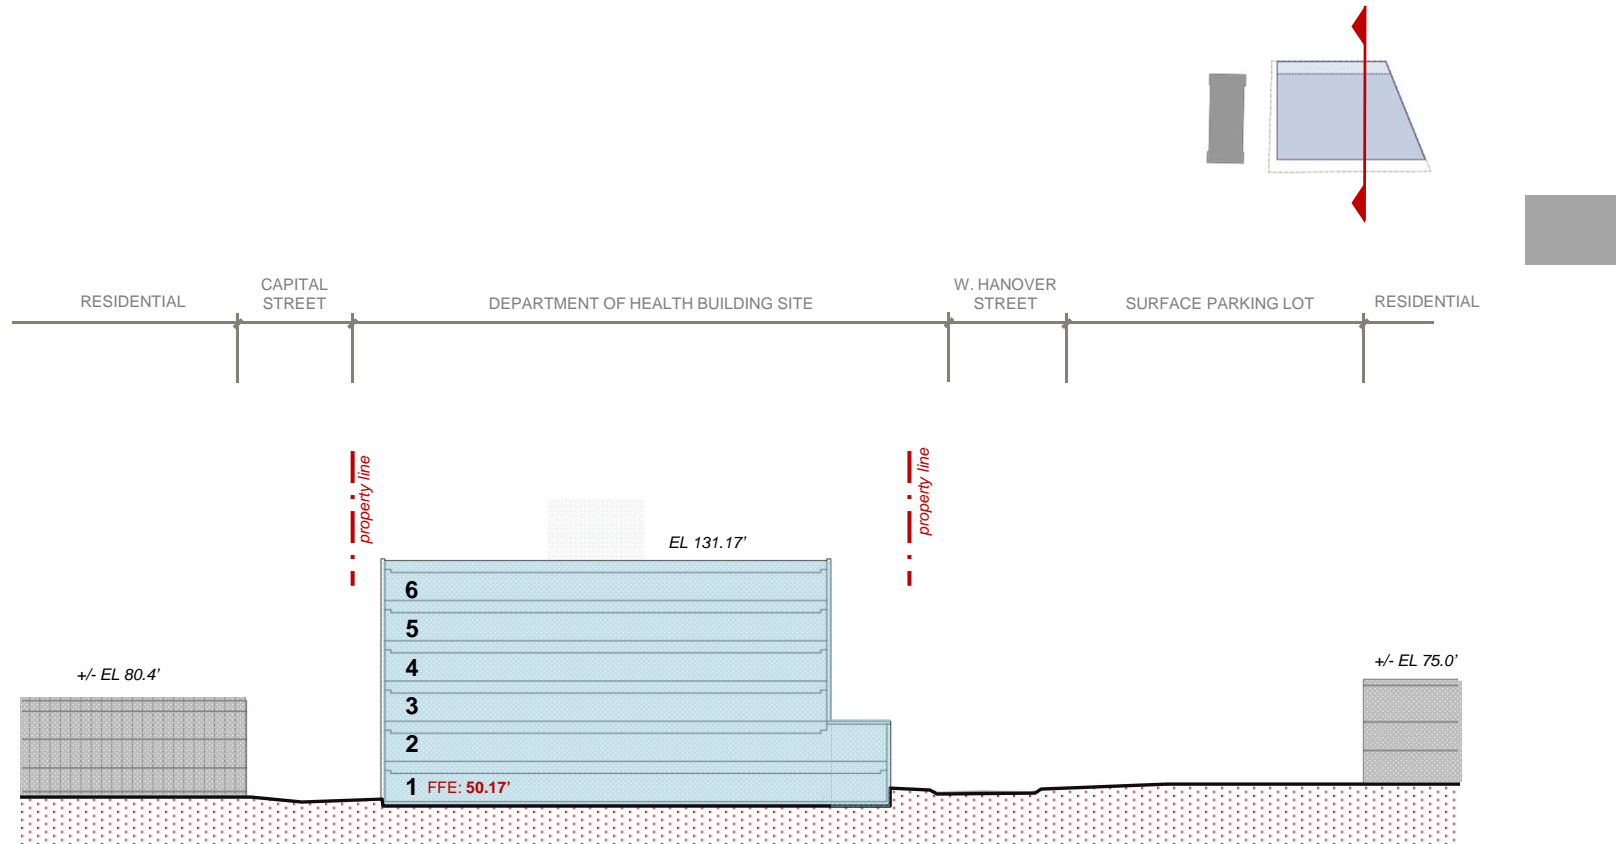 RESIDENTIAL
CAPITAL
STREET
DEPARTMENT OF HEALTH BUILDING SITE
W. HANOVER
STREET
SURFACE PARKING LOT
RESIDENTIAL
property line
property line
EL 131.17’
6
5
4
3
2
1 FFE: 50.17’
+/- EL 80.4’
+/- EL 75.0’